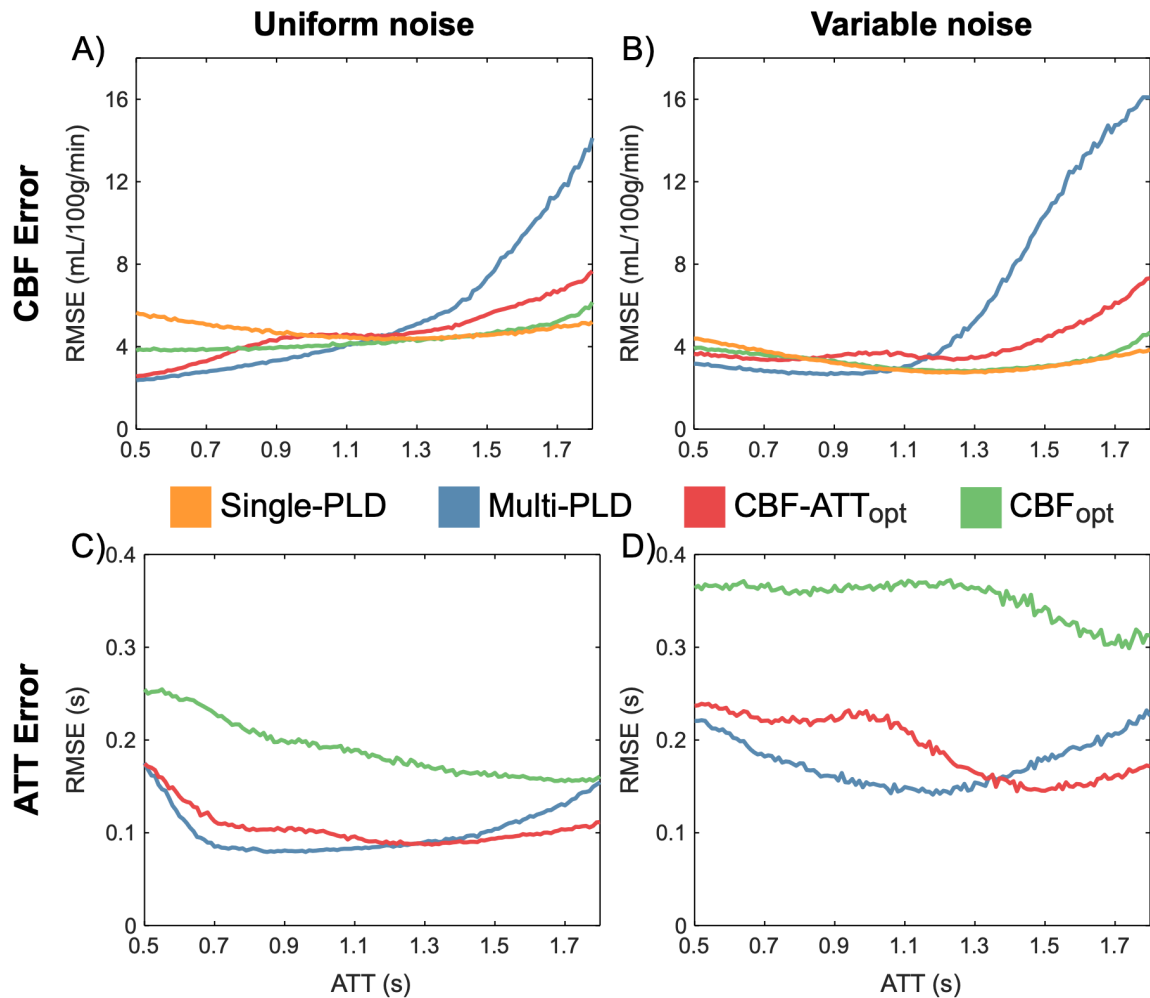 Uniform noise
Variable noise
A)
B)
CBF Error
RMSE (mL/100g/min)
16
12
8
4
0
0.5 0.7 0.9 1.1 1.3 1.5 1.7
RMSE (mL/100g/min)
16
12
8
4
0
0.5 0.7 0.9 1.1 1.3 1.5 1.7
Single-PLD
Multi-PLD
CBF-ATTopt
CBFopt
C)
D)
ATT Error
RMSE (s)
0.4
0.3
0.2
0.1
0
0.5 0.7 0.9 1.1 1.3 1.5 1.7
ATT (s)
RMSE (s)
0.4
0.3
0.2
0.1
0
0.5 0.7 0.9 1.1 1.3 1.5 1.7
ATT (s)